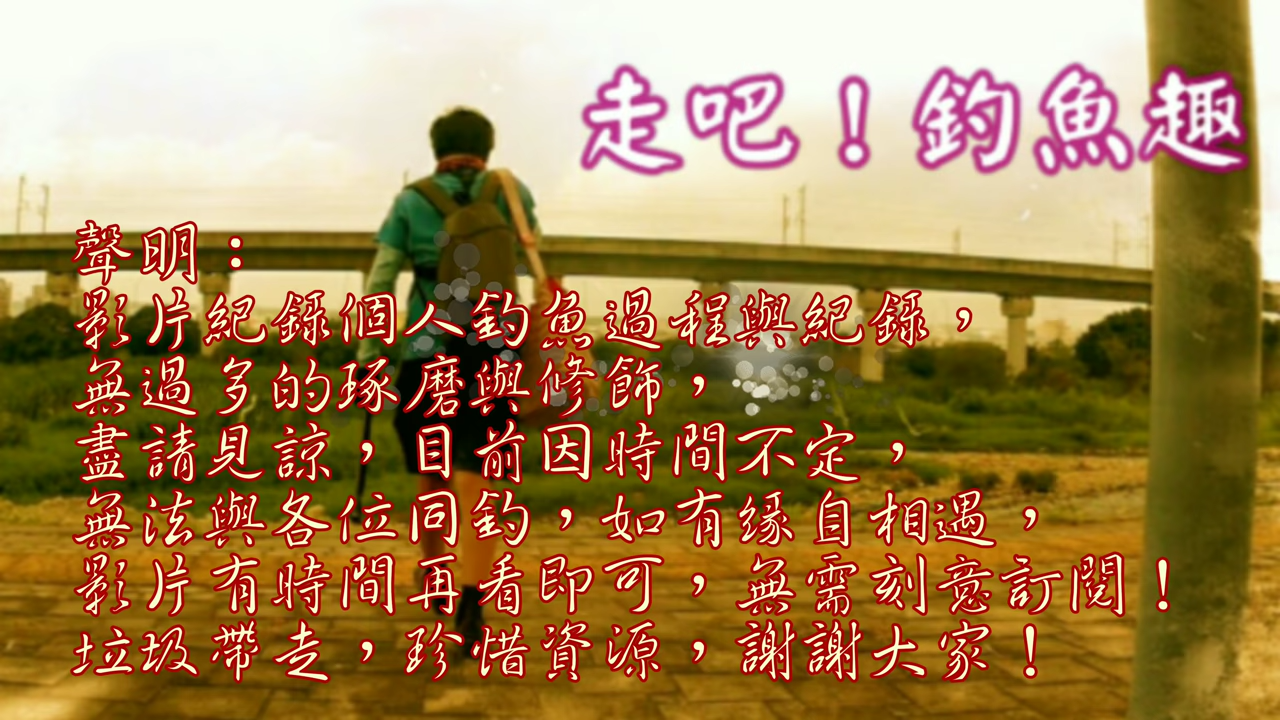 走吧！釣魚趣
聲明：
影片紀錄個人釣魚過程與紀錄，
無過多的琢磨與修飾，
盡請見諒，目前因時間不定，
無法與各位同釣，如有緣自相遇，
影片有時間再看即可，無需刻意訂閱！
垃圾帶走，珍惜資源，謝謝大家！